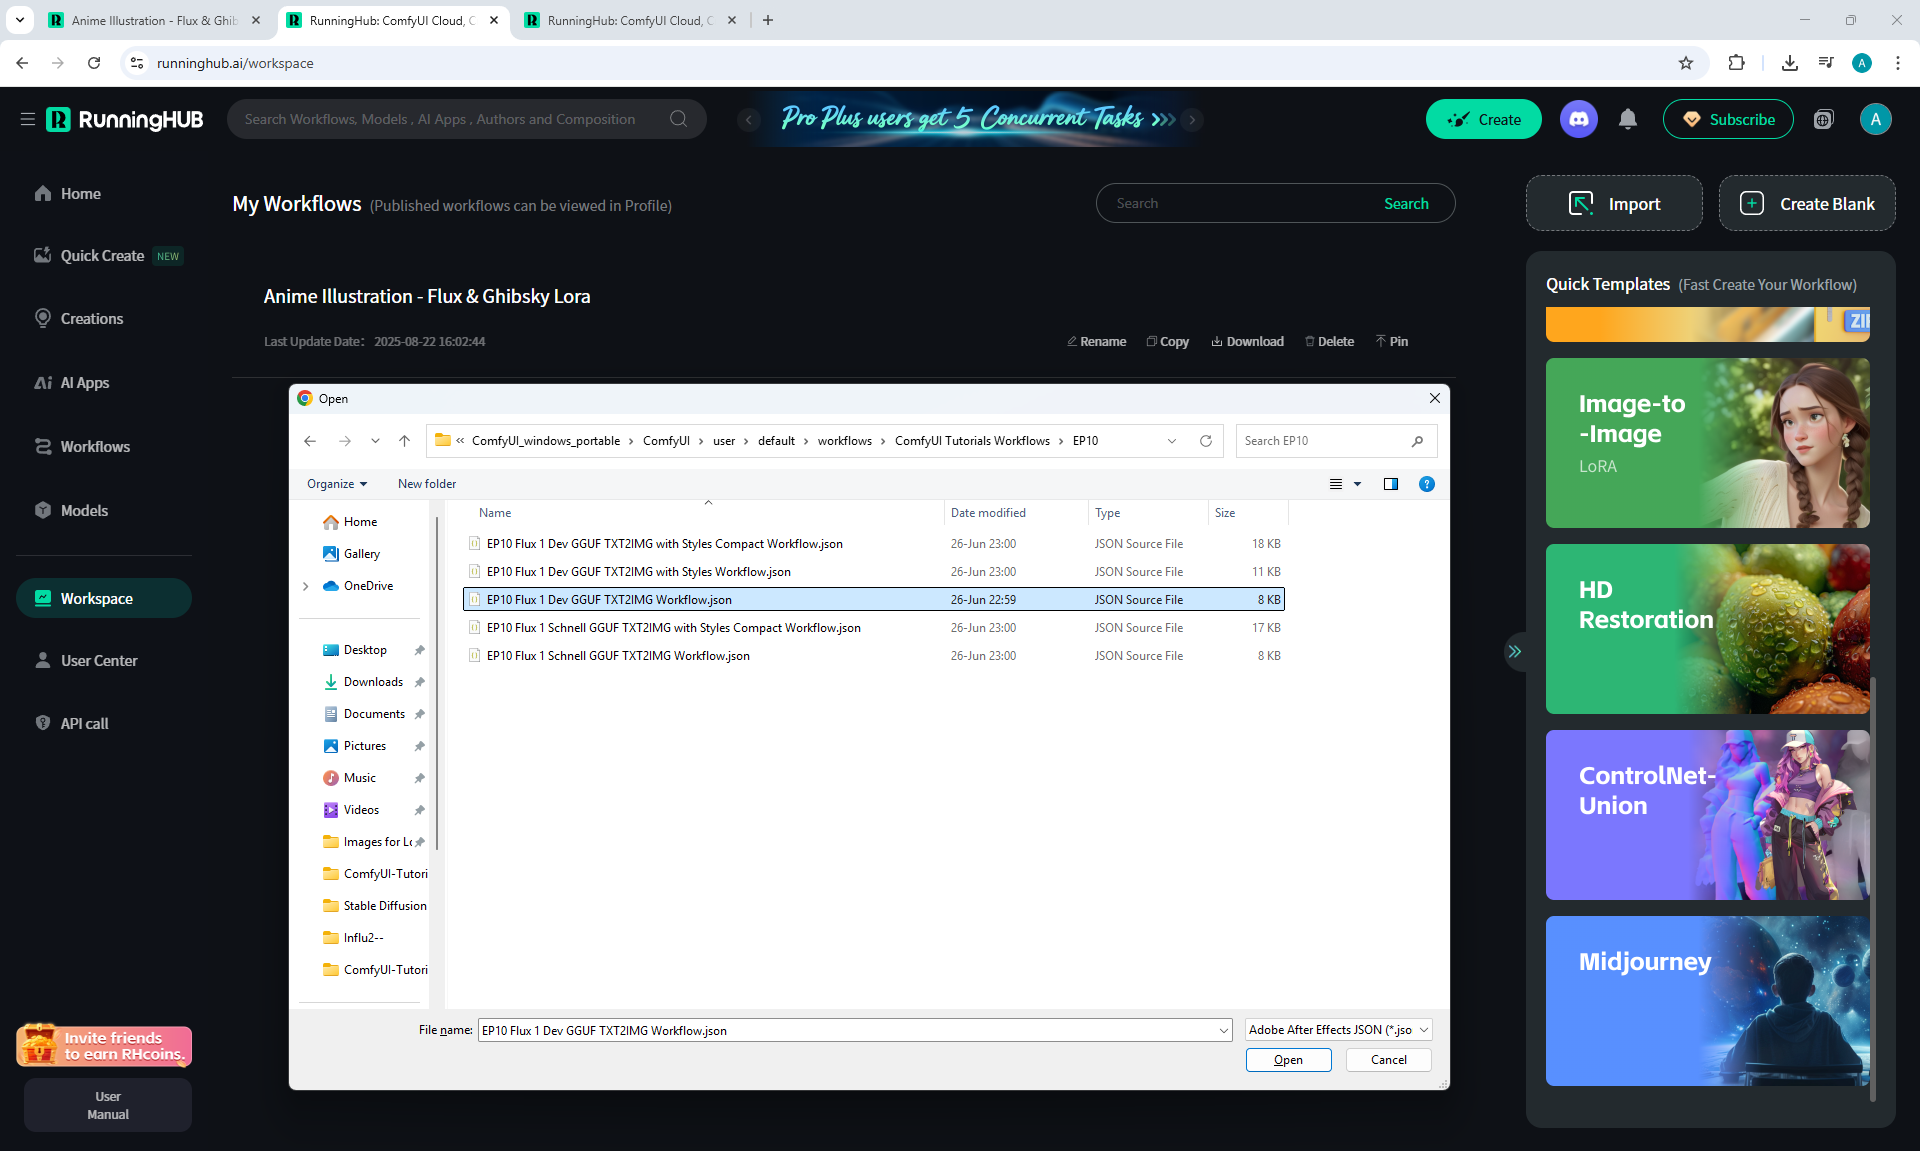 Anime Illustration - Flux & Ghib
RunningHub: ComfyUI Cloud, C
RunningHub: ComfyUI Cloud, C
runninghub.ai/workspace
A
RunningHUB
Search Workflows, Models , AI Apps , Authors and Composition
Pro Plus users get 5 Concurrent Tasks >>>
Create
Subscribe
A
Home
Quick Create NEW
Creations
AI Apps
Workflows
Models
Workspace
User Center
API call
Invite friends
to earn RHcoins.
User
Manual
My Workflows (Published workflows can be viewed in Profile)
Search
Search
Import
Create Blank
Anime Illustration - Flux & Ghibsky Lora
Last Update Date: 2025-08-22 16:02:44
Rename
Copy
Download
Delete
Pin
Open
« ComfyUI_windows_portable › ComfyUI › user › default › workflows › ComfyUI Tutorials Workflows › EP10
Search EP10
Organize
New folder
Home
Gallery
OneDrive
Desktop
Downloads
Documents
Pictures
Music
Videos
Images for Lo
ComfyUI-Tutori
Stable Diffusion
Influ2--
ComfyUI-Tutori
Name Date modified Type Size
EP10 Flux 1 Dev GGUF TXT2IMG with Styles Compact Workflow.json 26-Jun 23:00 JSON Source File 18 KB
EP10 Flux 1 Dev GGUF TXT2IMG with Styles Workflow.json 26-Jun 23:00 JSON Source File 11 KB
EP10 Flux 1 Dev GGUF TXT2IMG Workflow.json 26-Jun 22:59 JSON Source File 8 KB
EP10 Flux 1 Schnell GGUF TXT2IMG with Styles Compact Workflow.json 26-Jun 23:00 JSON Source File 17 KB
EP10 Flux 1 Schnell GGUF TXT2IMG Workflow.json 26-Jun 23:00 JSON Source File 8 KB
File name: EP10 Flux 1 Dev GGUF TXT2IMG Workflow.json
Adobe After Effects JSON (*.jso
Open
Cancel
Quick Templates (Fast Create Your Workflow)
ZIP
Image-to
-Image
LoRA
HD
Restoration
ControlNet-
Union
Midjourney